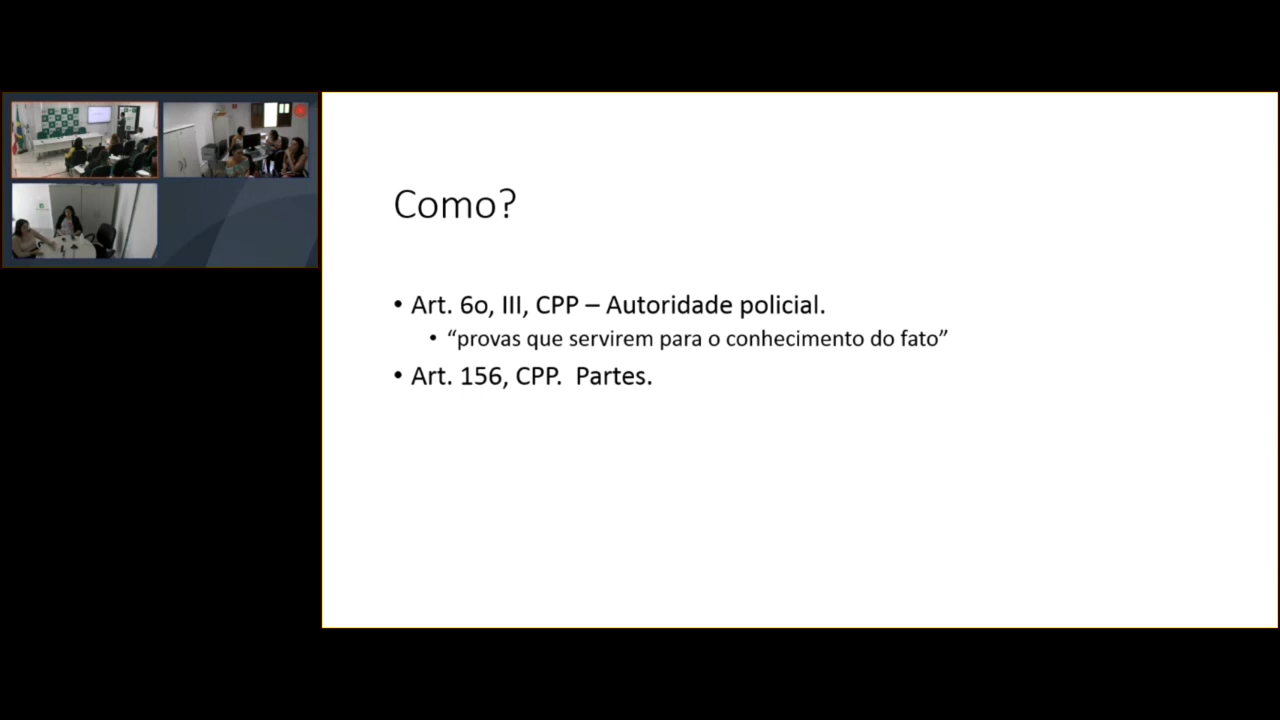 Como?
• Art. 6o, III, CPP – Autoridade policial.
• “provas que servirem para o conhecimento do fato”
• Art. 156, CPP.  Partes.